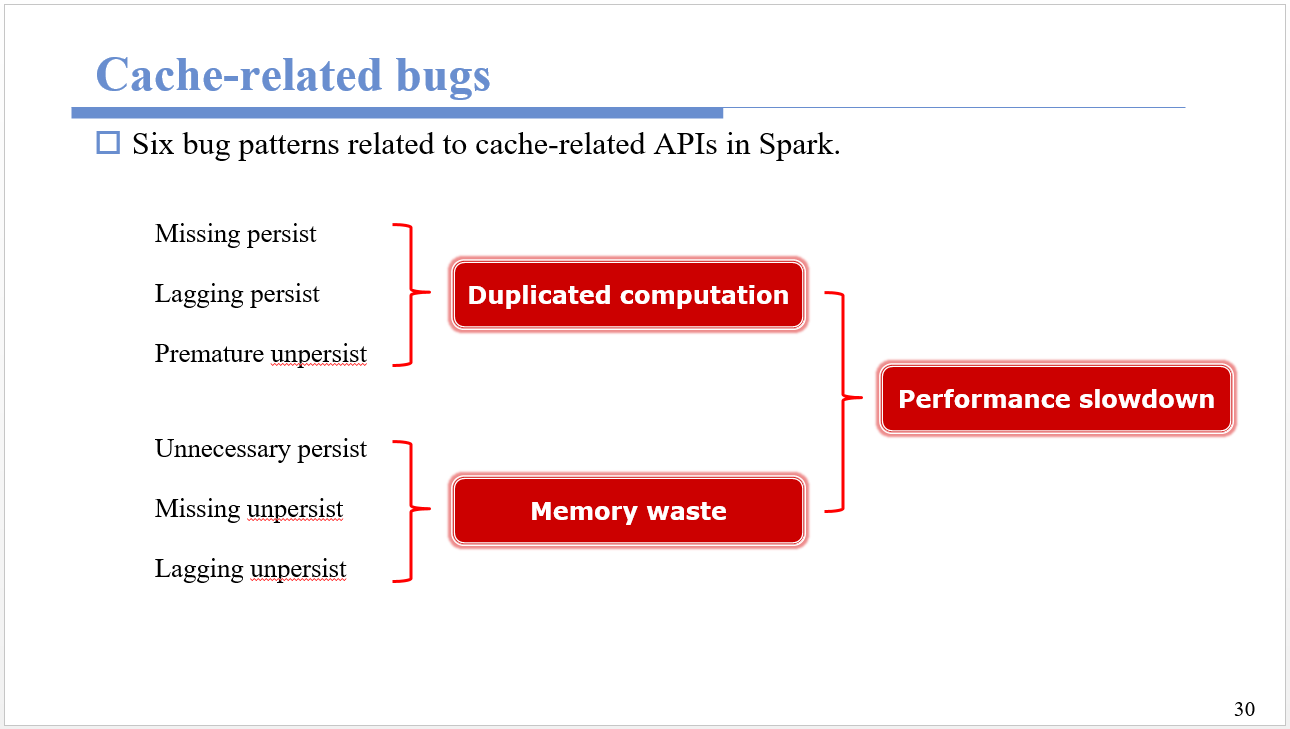 Cache-related bugs
Six bug patterns related to cache-related APIs in Spark.
Missing persist
Lagging persist
Premature unpersist
Duplicated computation
Unnecessary persist
Missing unpersist
Lagging unpersist
Memory waste
Performance slowdown
30